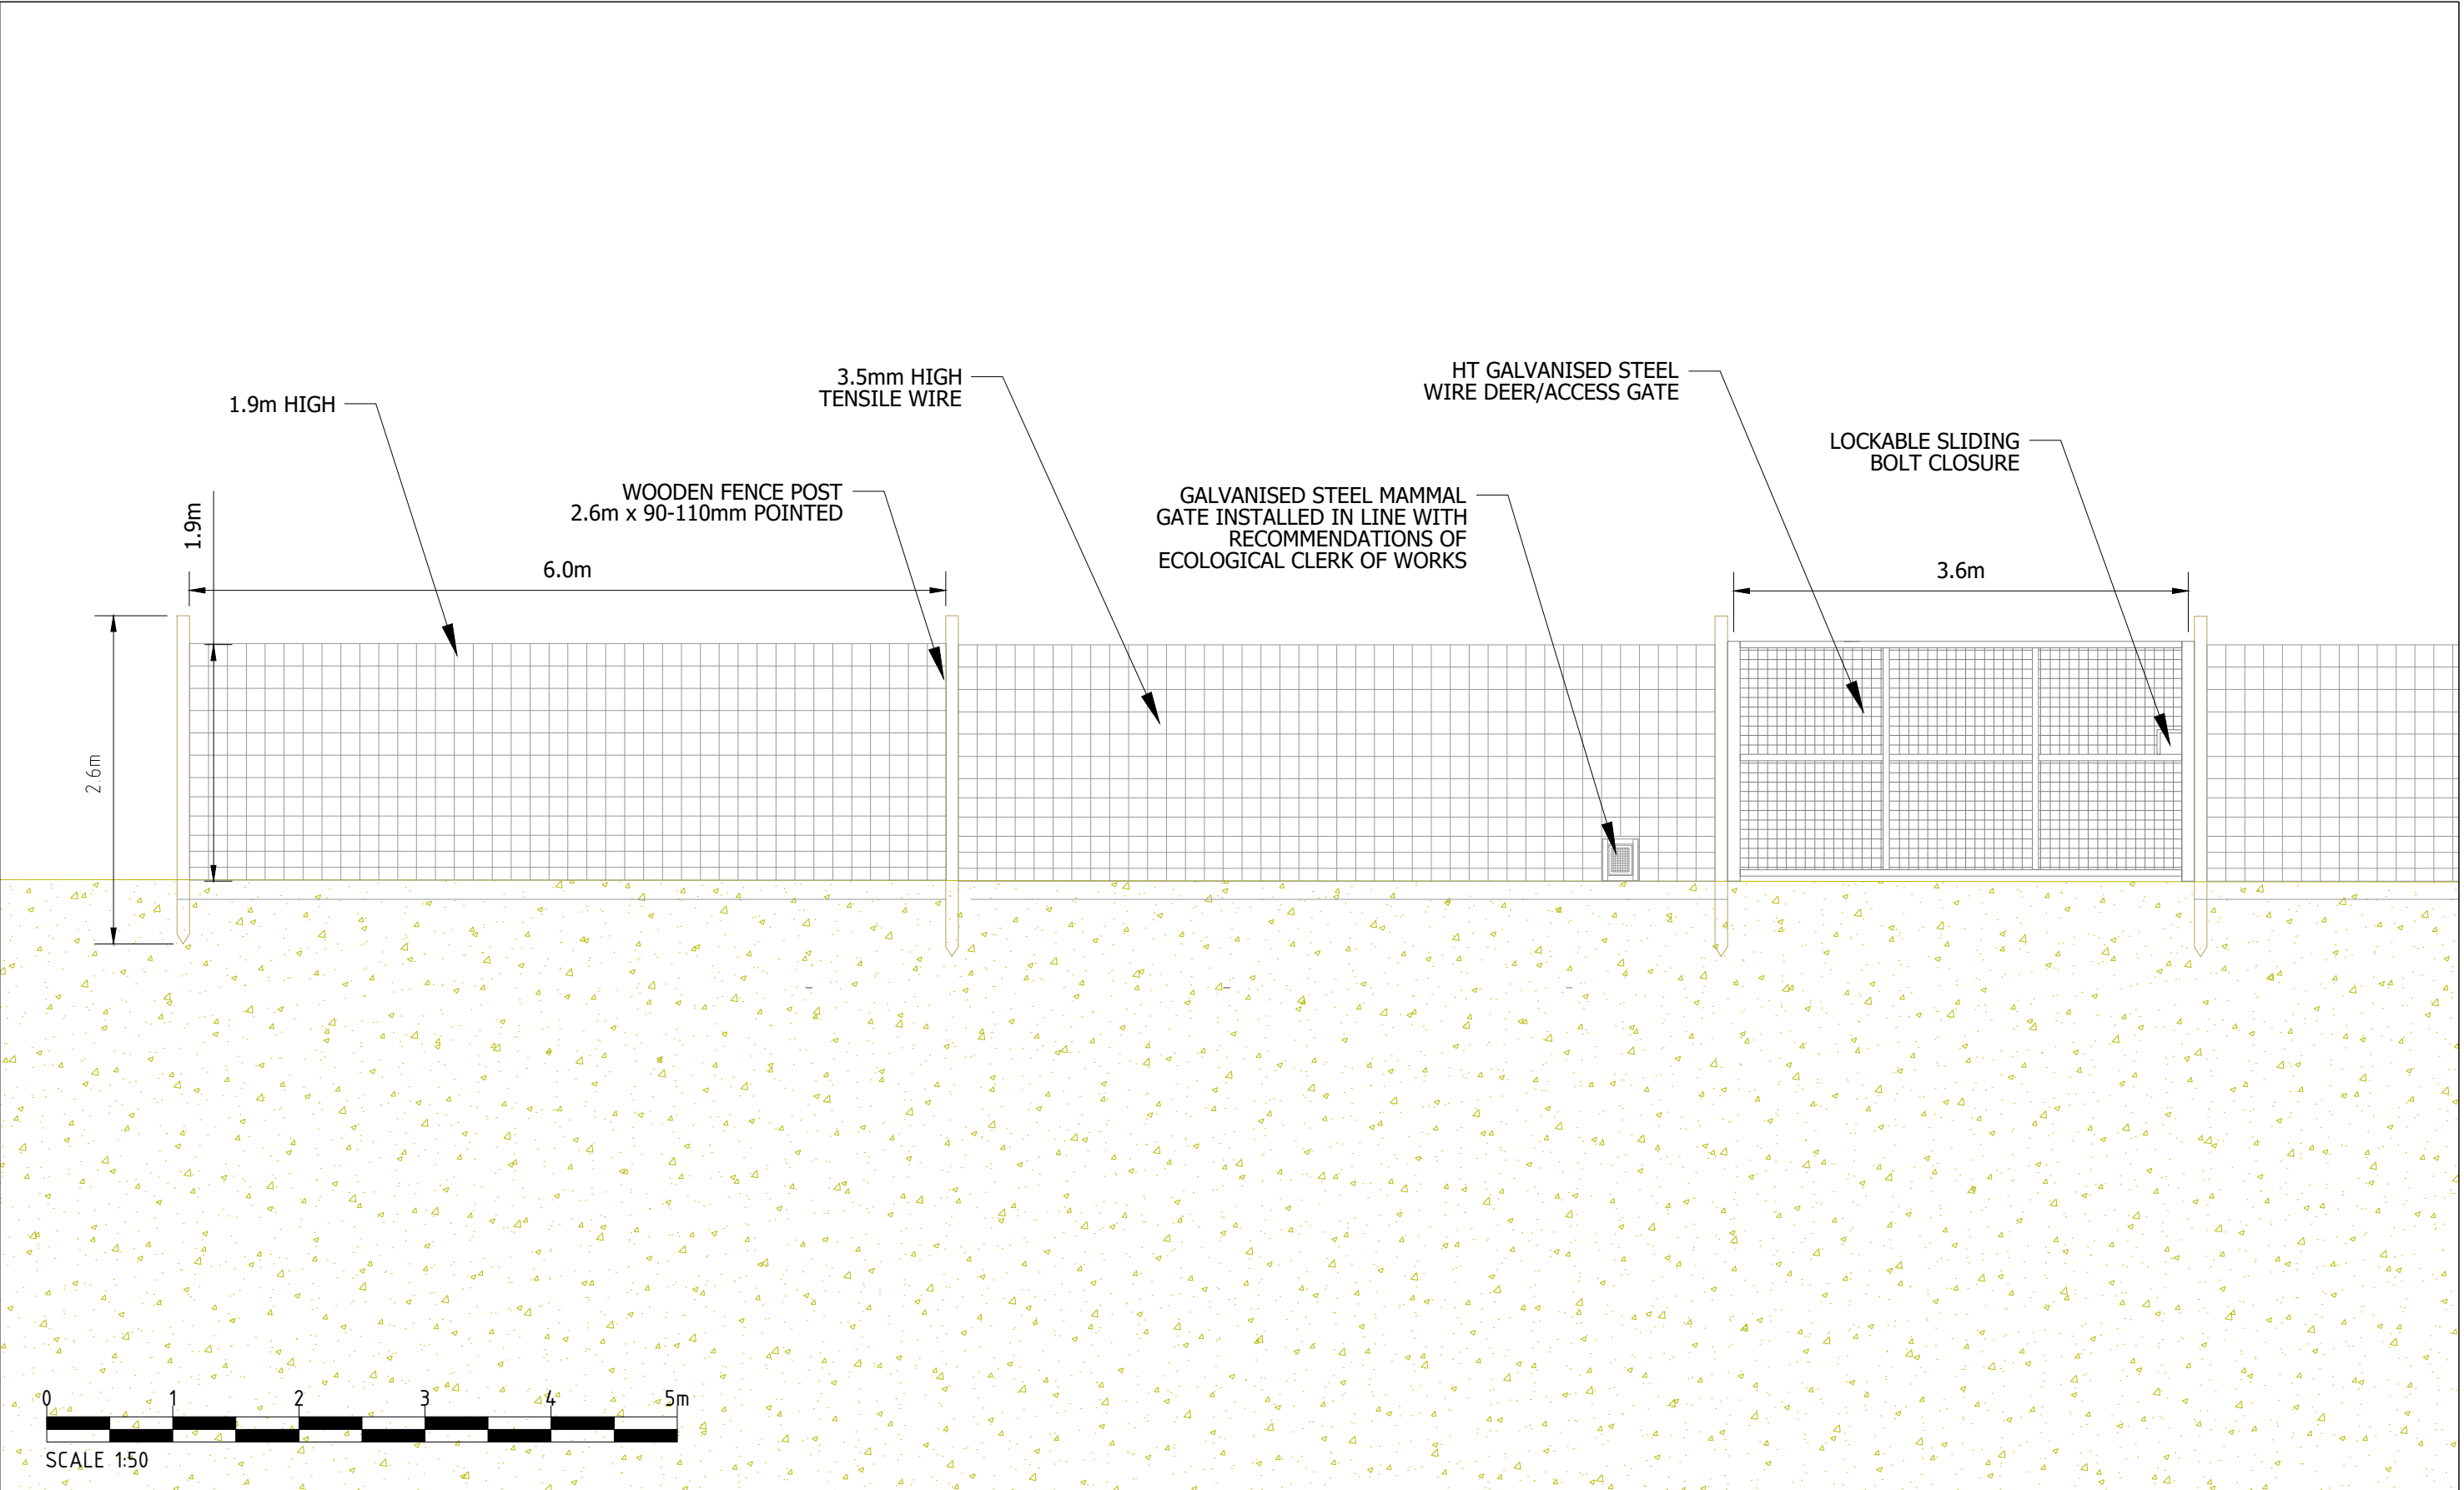 HT GALVANISED STEEL
WIRE DEER/ACCESS GATE
3.5mm HIGH
TENSILE WIRE
1.9m HIGH
LOCKABLE SLIDING
BOLT CLOSURE
WOODEN FENCE POST
2.6m x 90-110mm POINTED
GALVANISED STEEL MAMMAL
GATE INSTALLED IN LINE WITH
RECOMMENDATIONS OF
ECOLOGICAL CLERK OF WORKS
1.9m
6.0m
3.6m
2.6m
0 1 2 3 4 5m
SCALE 1:50